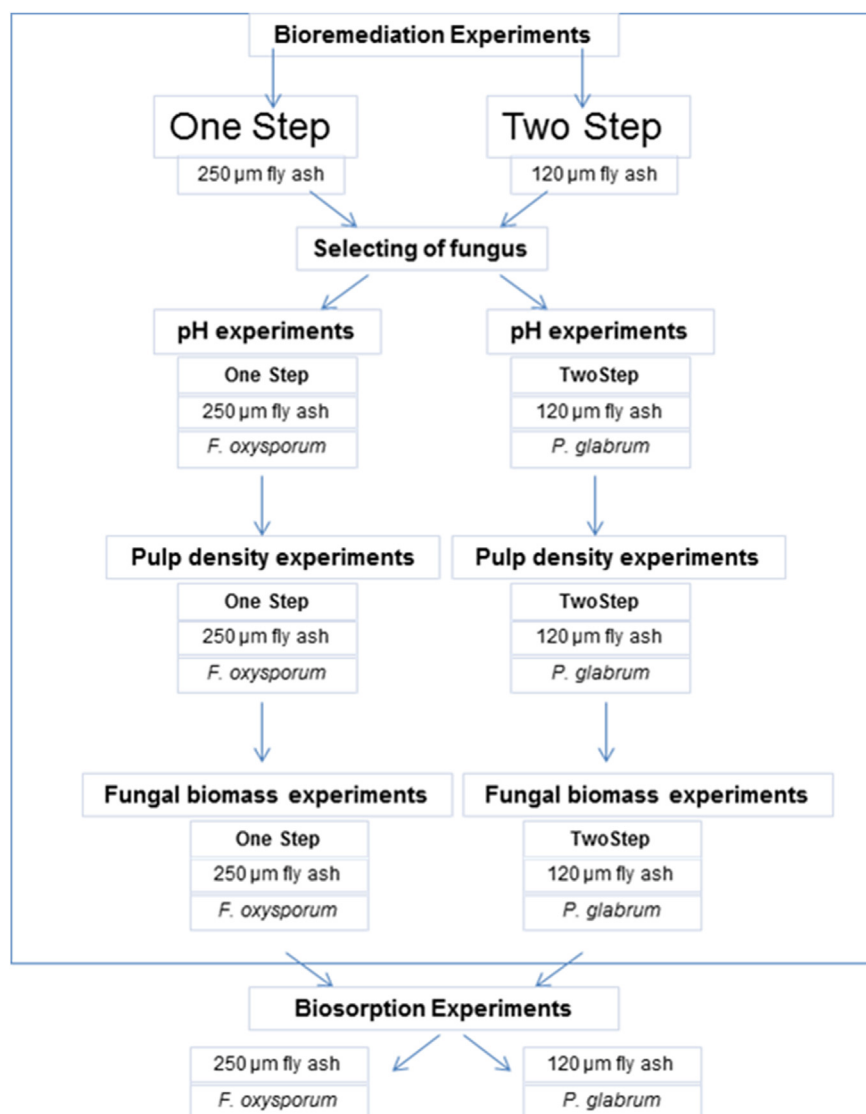 Bioremediation Experiments
One Step
Two Step
250 µm fly ash
120 µm fly ash
Selecting of fungus
pH experiments
pH experiments
One Step
TwoStep
250 µm fly ash
120 µm fly ash
F. oxysporum
P. glabrum
Pulp density experiments
Pulp density experiments
One Step
TwoStep
250 µm fly ash
120 µm fly ash
F. oxysporum
P. glabrum
Fungal biomass experiments
Fungal biomass experiments
One Step
TwoStep
250 µm fly ash
120 µm fly ash
F. oxysporum
P. glabrum
Biosorption Experiments
250 µm fly ash
120 µm fly ash
F. oxysporum
P. glabrum